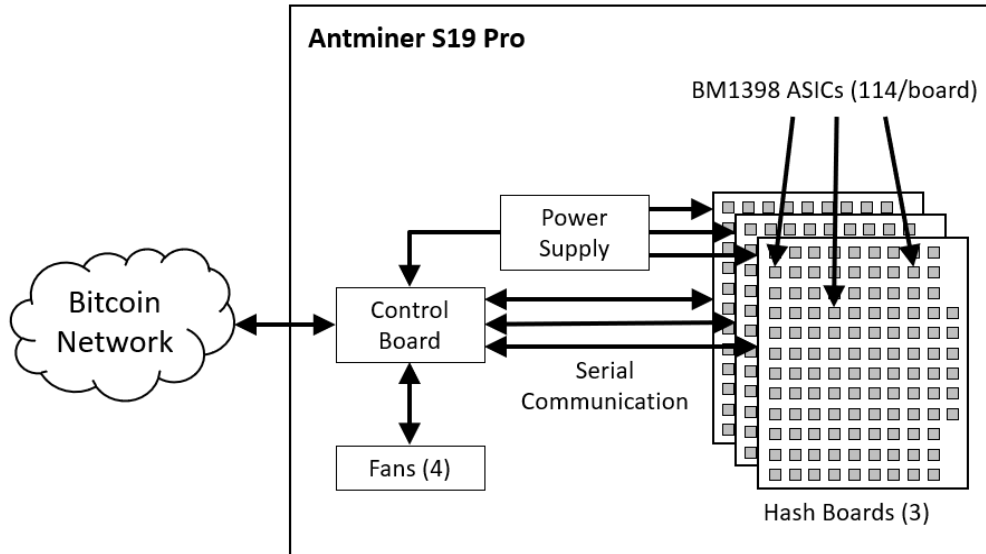 Antminer S19 Pro
BM1398 ASICs (114/board)
Power
Supply
Bitcoin
Network
Control
Board
Serial
Communication
Fans (4)
Hash Boards (3)